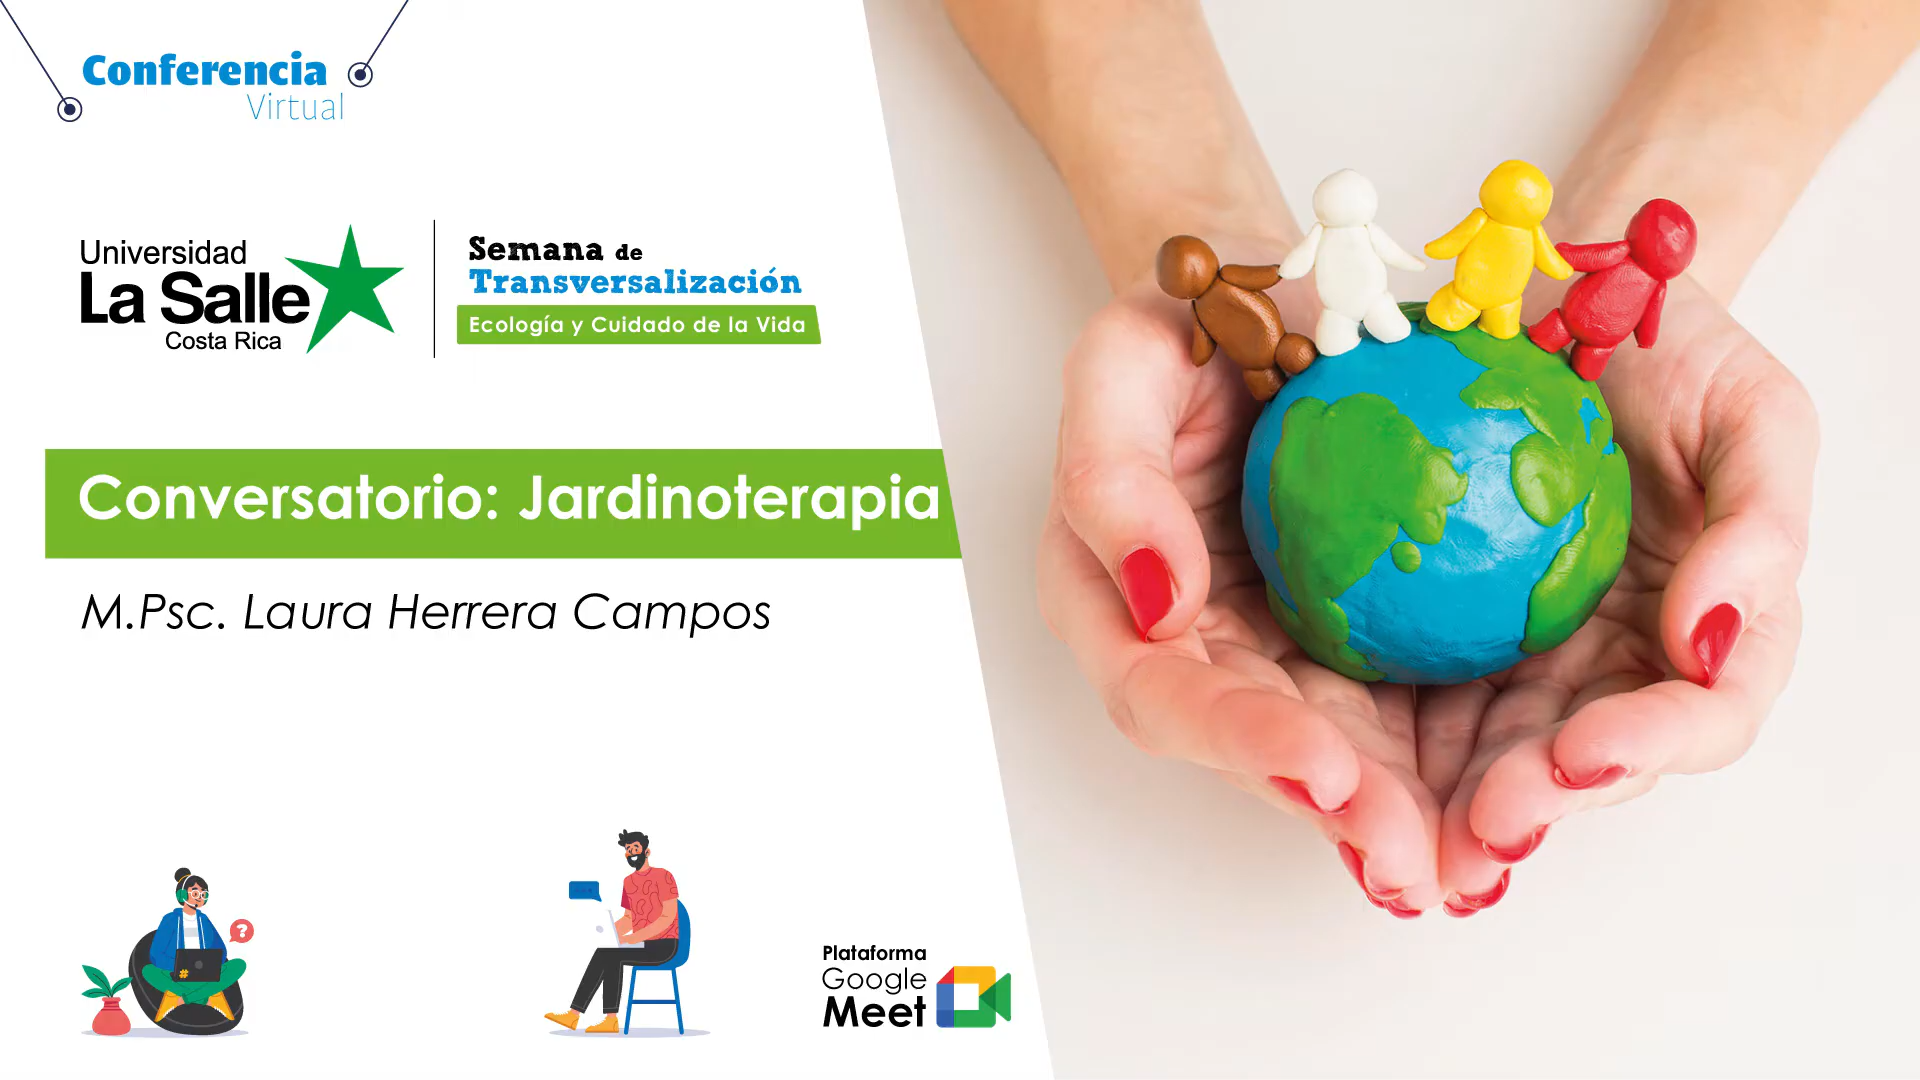 Conferencia
Virtual
Universidad
La Salle
Costa Rica
Semana de
Transversalización
Ecología y Cuidado de la Vida
Conversatorio: Jardinoterapia
M.Psc. Laura Herrera Campos
?
Plataforma
Google
Meet